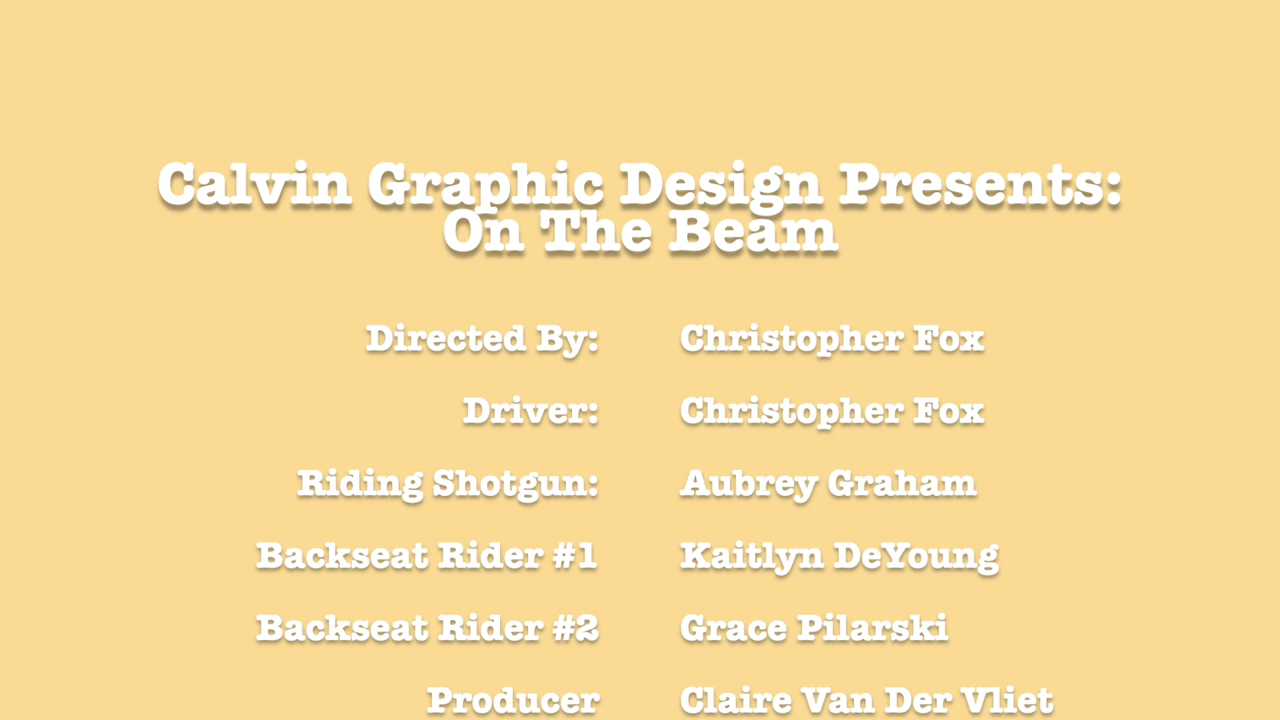 Calvin Graphic Design Presents:
On The Beam
Directed By: Christopher Fox
Driver: Christopher Fox
Riding Shotgun: Aubrey Graham
Backseat Rider #1 Kaitlyn DeYoung
Backseat Rider #2 Grace Pilarski
Producer Claire Van Der Vliet